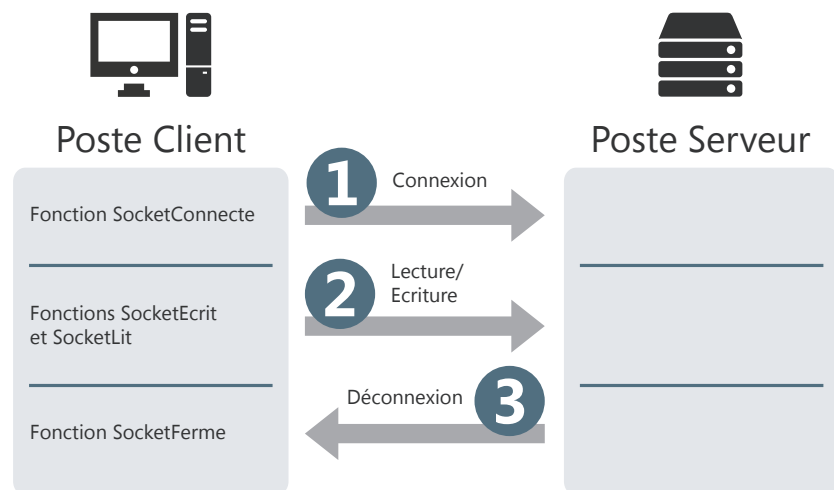 Poste Client
Poste Serveur
Fonction SocketConnecte
1
Connexion
Fonctions SocketEcrit
et SocketLit
2
Lecture/
Ecriture
Fonction SocketFerme
Déconnexion
3